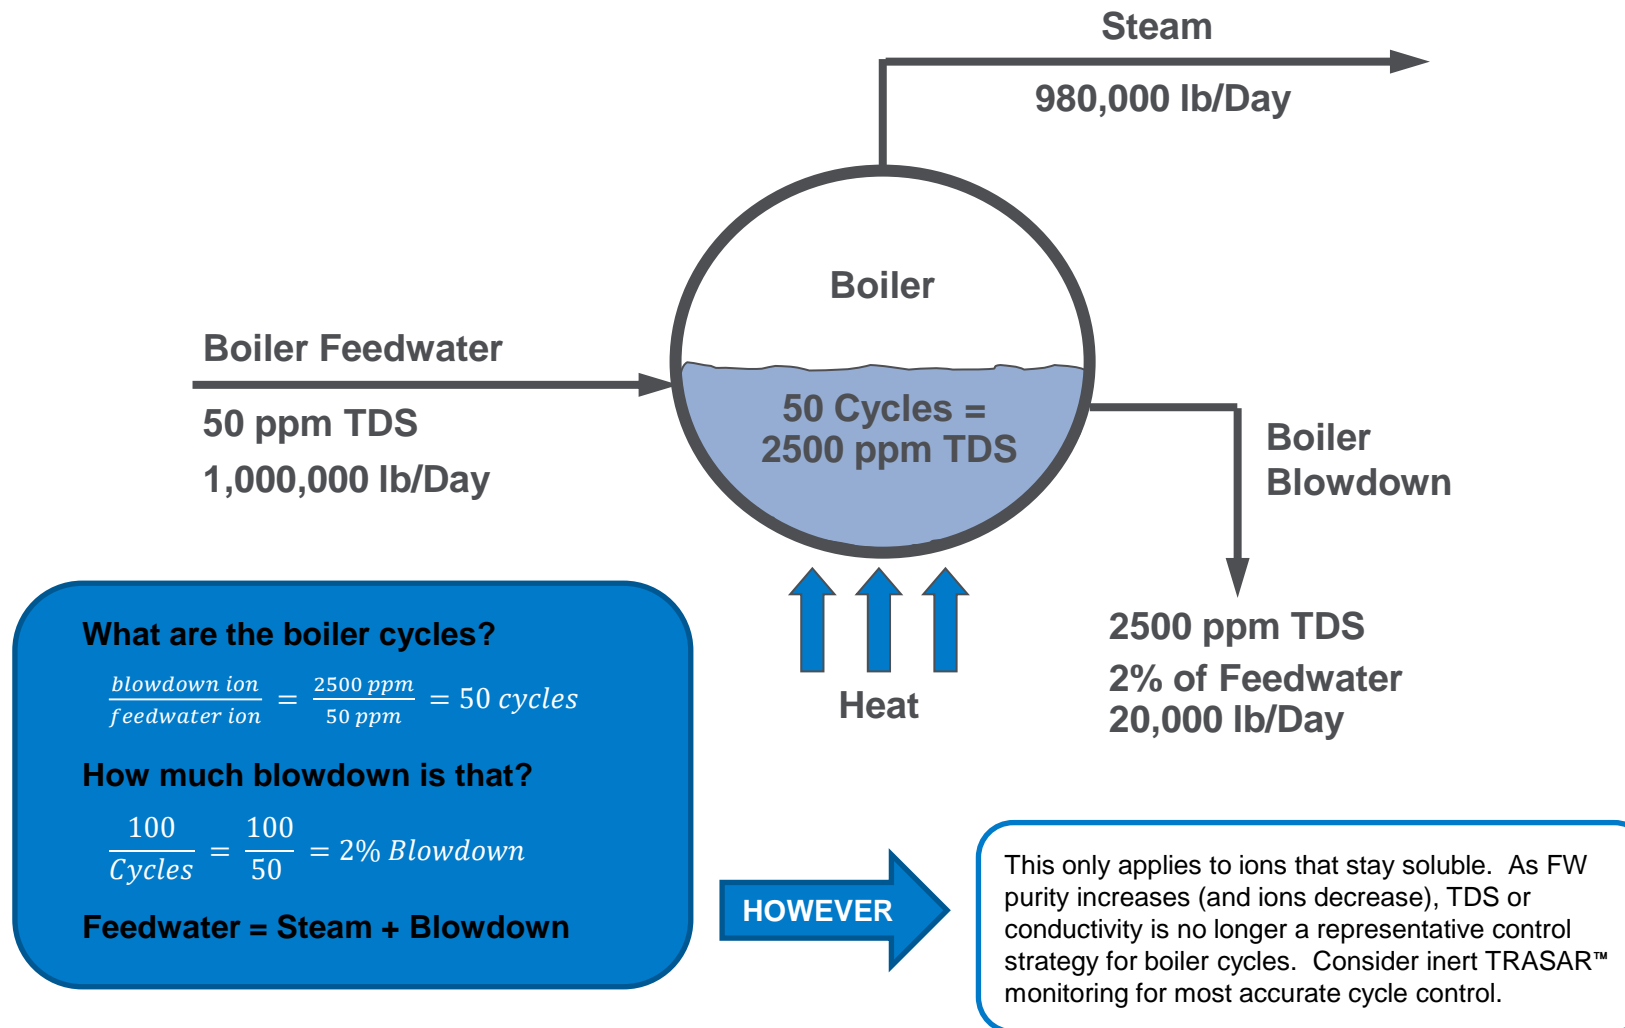 Steam
980,000 lb/Day
Boiler
Boiler Feedwater
50 ppm TDS
1,000,000 lb/Day
50 Cycles =
2500 ppm TDS
Boiler
Blowdown
2500 ppm TDS
2% of Feedwater
20,000 lb/Day
Heat
What are the boiler cycles?
blowdown ion / feedwater ion = 2500 ppm / 50 ppm = 50 cycles
How much blowdown is that?
100 / Cycles = 100 / 50 = 2% Blowdown
Feedwater = Steam + Blowdown
HOWEVER
This only applies to ions that stay soluble. As FW
purity increases (and ions decrease), TDS or
conductivity is no longer a representative control
strategy for boiler cycles. Consider inert TRASAR™
monitoring for most accurate cycle control.